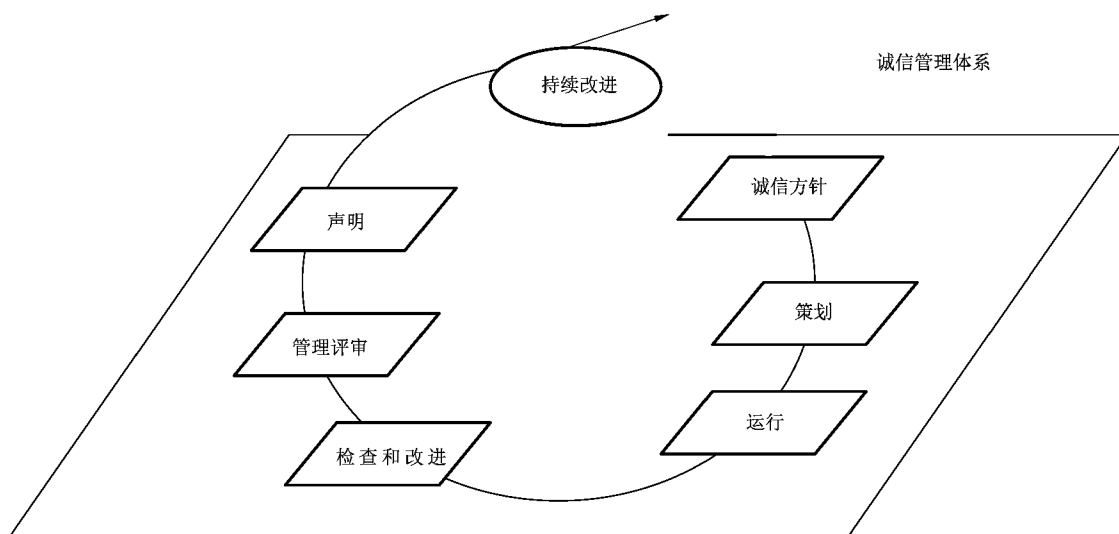 持续改进
诚信管理体系
诚信方针
声明
策划
管理评审
运行
检查和改进